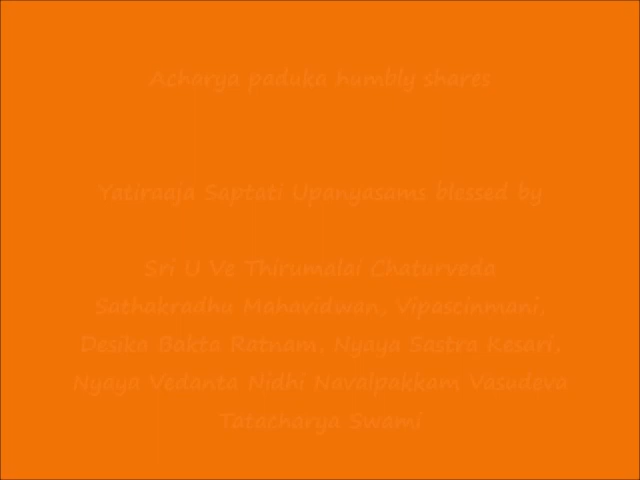 Acharya paduka humbly shares
Yatiraaja Saptati Upanyasams blessed by
Sri U Ve Thirumalai Chaturveda
Sathakradhu Mahavidwan, Vipascinmani,
Desika Bakta Ratnam, Nyaya Sastra Kesari,
Nyaya Vedanta Nidhi Navalpakkam Vasudeva
Tatacharya Swami